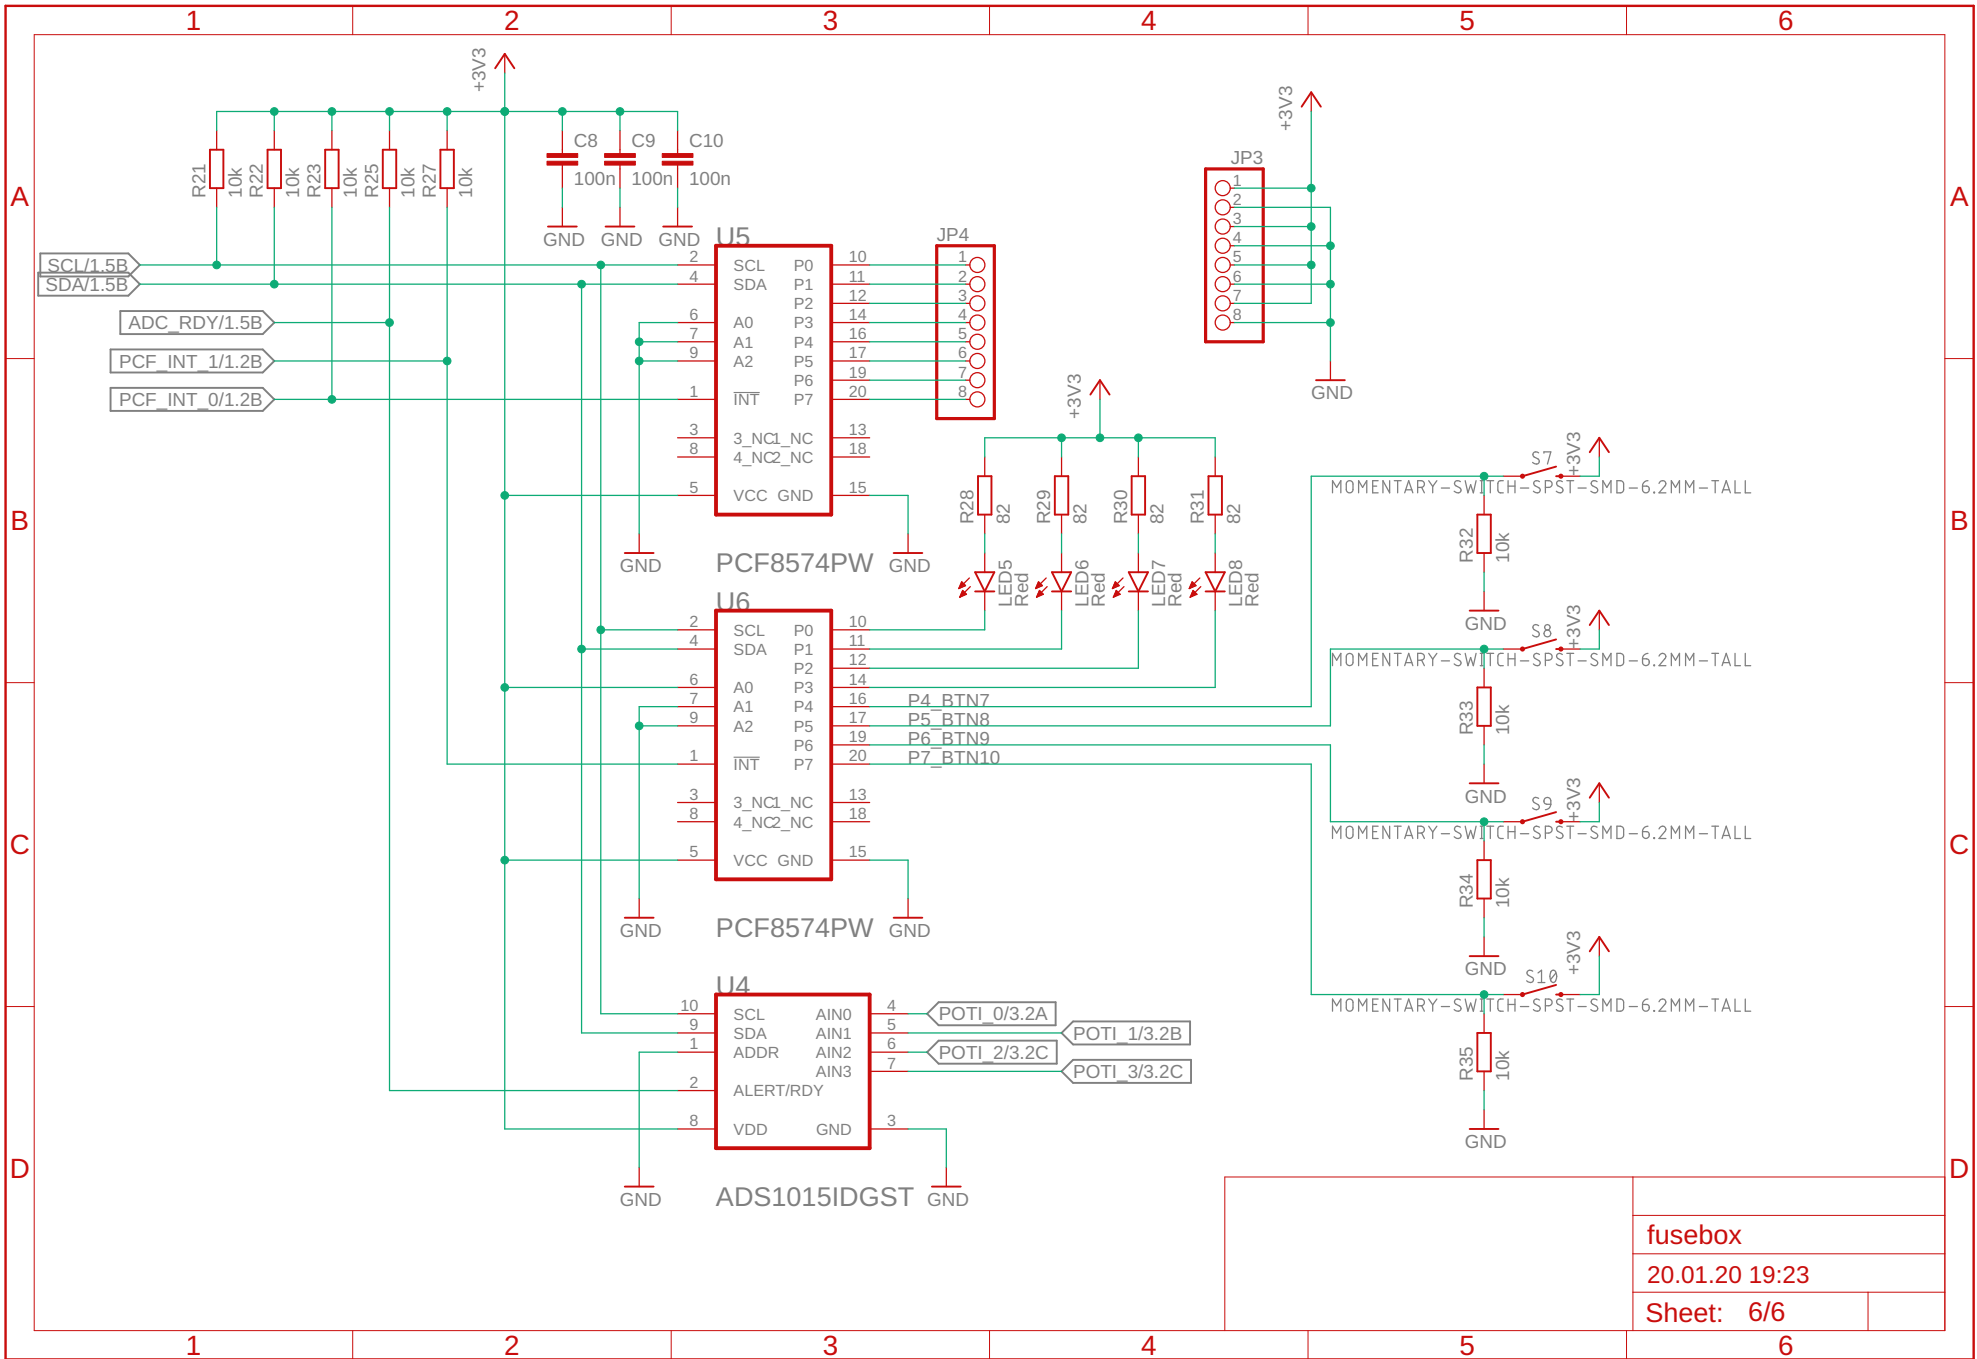 1 2 3 4 5 6
A
B
C
D
A
B
C
D
+3V3
R21 10k
R22 10k
R23 10k
R25 10k
R27 10k
C8 100n
C9 100n
C10 100n
GND GND GND
SCL/1.5B
SDA/1.5B
ADC_RDY/1.5B
PCF_INT_1/1.2B
PCF_INT_0/1.2B
U5
2 SCL P0 10
4 SDA P1 11
P2 12
6 A0 P3 14
7 A1 P4 16
9 A2 P5 17
P6 19
1 INT P7 20
3 3_NC 1_NC 13
8 4_NC 2_NC 18
5 VCC GND 15
PCF8574PW
GND
GND
JP4
1
2
3
4
5
6
7
8
JP3
1
2
3
4
5
6
7
8
+3V3
GND
+3V3
R28 82
R29 82
R30 82
R31 82
LED5 Red
LED6 Red
LED7 Red
LED8 Red
U6
2 SCL P0 10
4 SDA P1 11
P2 12
6 A0 P3 14
7 A1 P4 16
9 A2 P5 17
P6 19
1 INT P7 20
3 3_NC 1_NC 13
8 4_NC 2_NC 18
5 VCC GND 15
PCF8574PW
GND
GND
P4_BTN7
P5_BTN8
P6_BTN9
P7_BTN10
S7
+3V3
MOMENTARY-SWITCH-SPST-SMD-6.2MM-TALL
R32 10k
GND
S8
+3V3
MOMENTARY-SWITCH-SPST-SMD-6.2MM-TALL
R33 10k
GND
S9
+3V3
MOMENTARY-SWITCH-SPST-SMD-6.2MM-TALL
R34 10k
GND
S10
+3V3
MOMENTARY-SWITCH-SPST-SMD-6.2MM-TALL
R35 10k
GND
U4
10 SCL AIN0 4
9 SDA AIN1 5
1 ADDR AIN2 6
AIN3 7
2 ALERT/RDY
8 VDD GND 3
ADS1015IDGST
GND
GND
POTI_0/3.2A
POTI_1/3.2B
POTI_2/3.2C
POTI_3/3.2C
fusebox
20.01.20 19:23
Sheet: 6/6
1 2 3 4 5 6